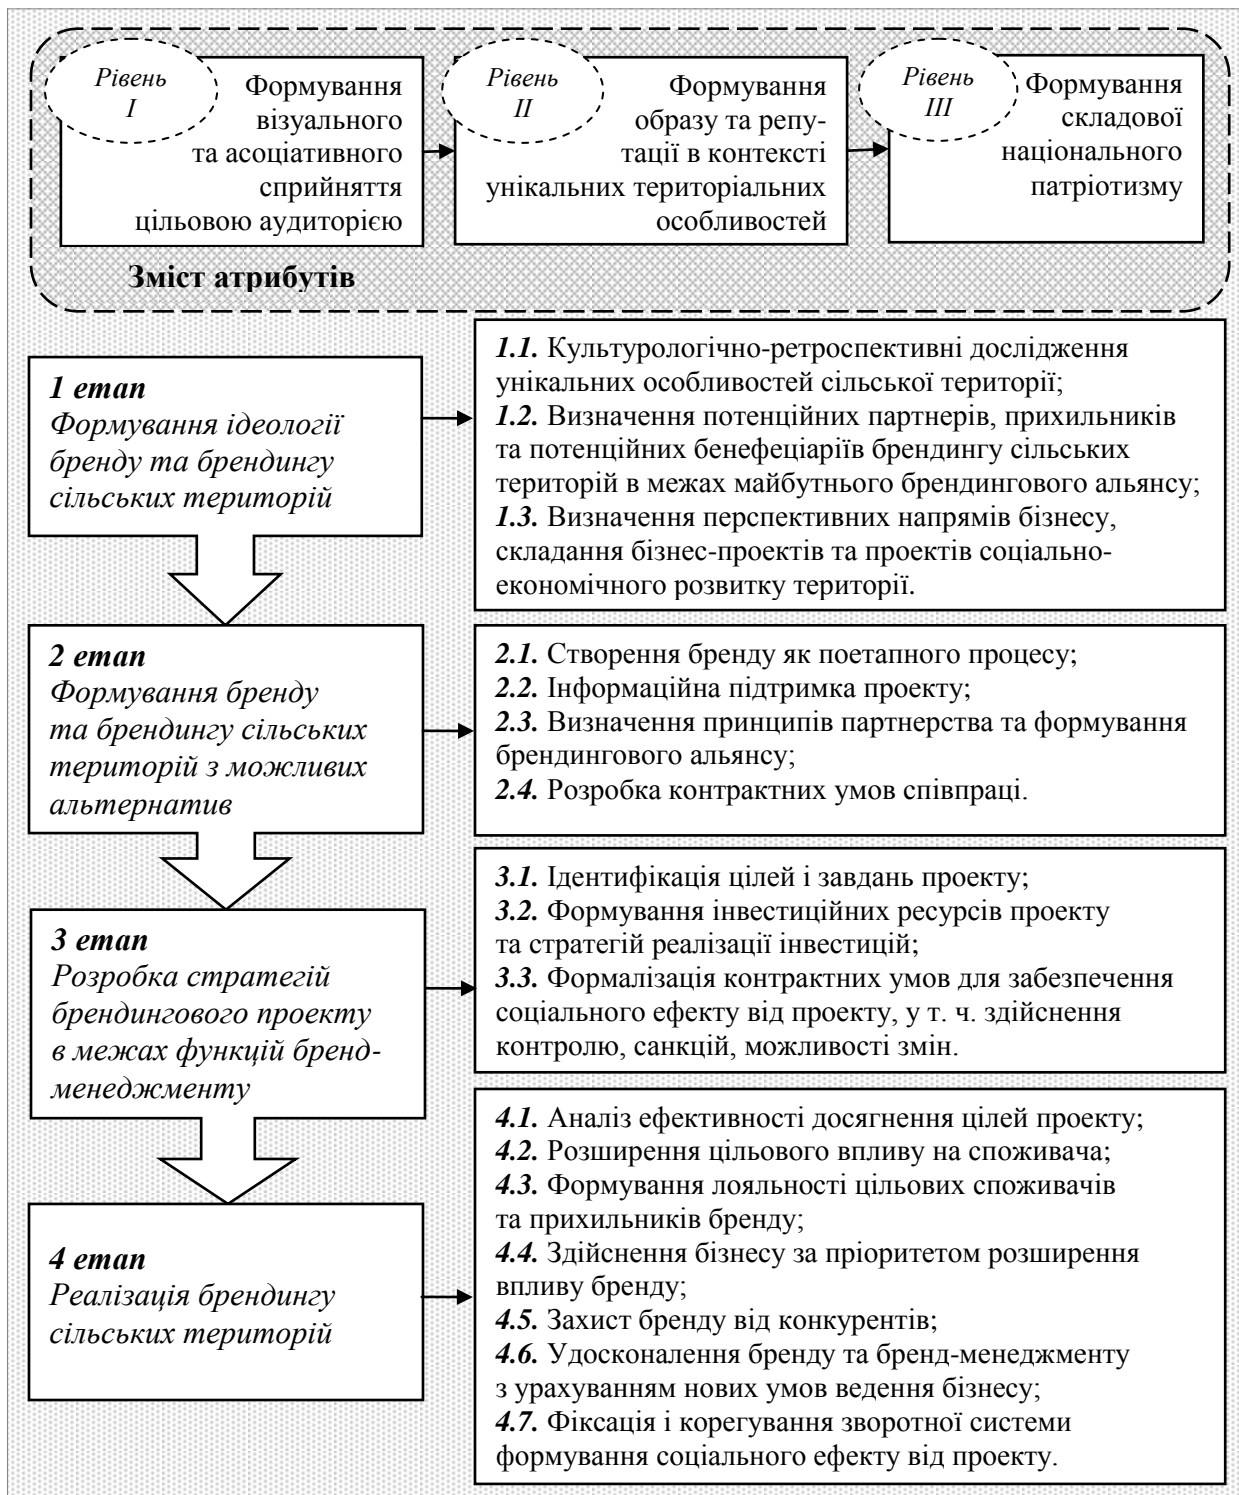 Рівень
I
Формування
візуального
та асоціативного
сприйняття
цільовою аудиторією
Рівень
II
Формування
образу та репу-
тації в контексті
унікальних територіальних
особливостей
Рівень
III
Формування
складової
національного
патріотизму
Зміст атрибутів
1 етап
Формування ідеології
бренду та брендингу
сільських територій
1.1. Культурологічно-ретроспективні дослідження
унікальних особливостей сільської території;
1.2. Визначення потенційних партнерів, прихильників
та потенційних бенефеціаріїв брендингу сільських
територій в межах майбутнього брендингового альянсу;
1.3. Визначення перспективних напрямів бізнесу,
складання бізнес-проектів та проектів соціально-
економічного розвитку території.
2 етап
Формування бренду
та брендингу сільських
територій з можливих
альтернатив
2.1. Створення бренду як поетапного процесу;
2.2. Інформаційна підтримка проекту;
2.3. Визначення принципів партнерства та формування
брендингового альянсу;
2.4. Розробка контрактних умов співпраці.
3 етап
Розробка стратегій
брендингового проекту
в межах функцій бренд-
менеджменту
3.1. Ідентифікація цілей і завдань проекту;
3.2. Формування інвестиційних ресурсів проекту
та стратегій реалізації інвестицій;
3.3. Формалізація контрактних умов для забезпечення
соціального ефекту від проекту, у т. ч. здійснення
контролю, санкцій, можливості змін.
4 етап
Реалізація брендингу
сільських територій
4.1. Аналіз ефективності досягнення цілей проекту;
4.2. Розширення цільового впливу на споживача;
4.3. Формування лояльності цільових споживачів
та прихильників бренду;
4.4. Здійснення бізнесу за пріоритетом розширення
впливу бренду;
4.5. Захист бренду від конкурентів;
4.6. Удосконалення бренду та бренд-менеджменту
з урахуванням нових умов ведення бізнесу;
4.7. Фіксація і корегування зворотної системи
формування соціального ефекту від проекту.